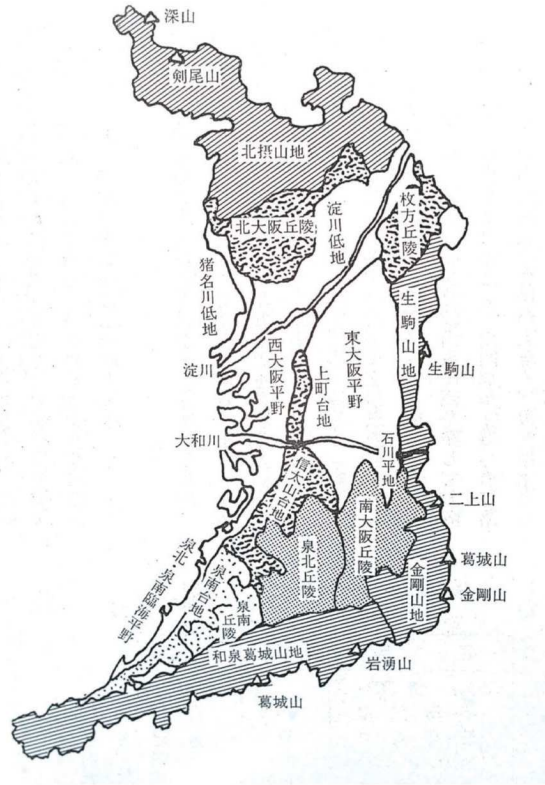 深山
剣尾山
北摂山地
北大阪丘陵
淀川低地
枚方丘陵
猪名川低地
生駒山地
淀川
西大阪平野
上町台地
東大阪平野
生駒山
大和川
石川平地
信太山台地
二上山
南大阪丘陵
泉北丘陵
葛城山
金剛山地
金剛山
泉北・泉南臨海平野
泉南台地
泉南丘陵
和泉葛城山地
岩湧山
葛城山